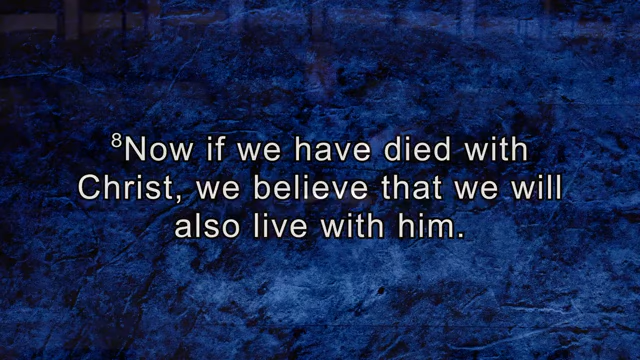 ⁸Now if we have died with
Christ, we believe that we will
also live with him.